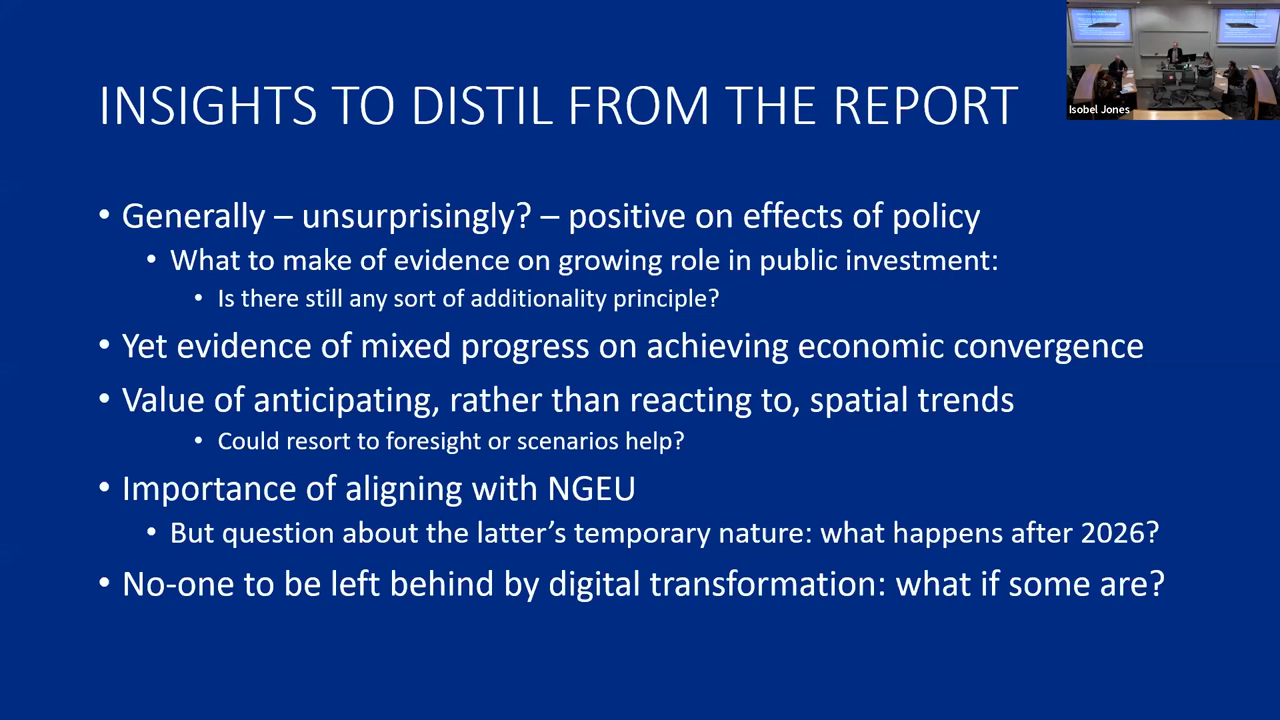 INSIGHTS TO DISTIL FROM THE REPORT
Isobel Jones
• Generally – unsurprisingly? – positive on effects of policy
• What to make of evidence on growing role in public investment:
• Is there still any sort of additionality principle?
• Yet evidence of mixed progress on achieving economic convergence
• Value of anticipating, rather than reacting to, spatial trends
• Could resort to foresight or scenarios help?
• Importance of aligning with NGEU
• But question about the latter’s temporary nature: what happens after 2026?
• No-one to be left behind by digital transformation: what if some are?